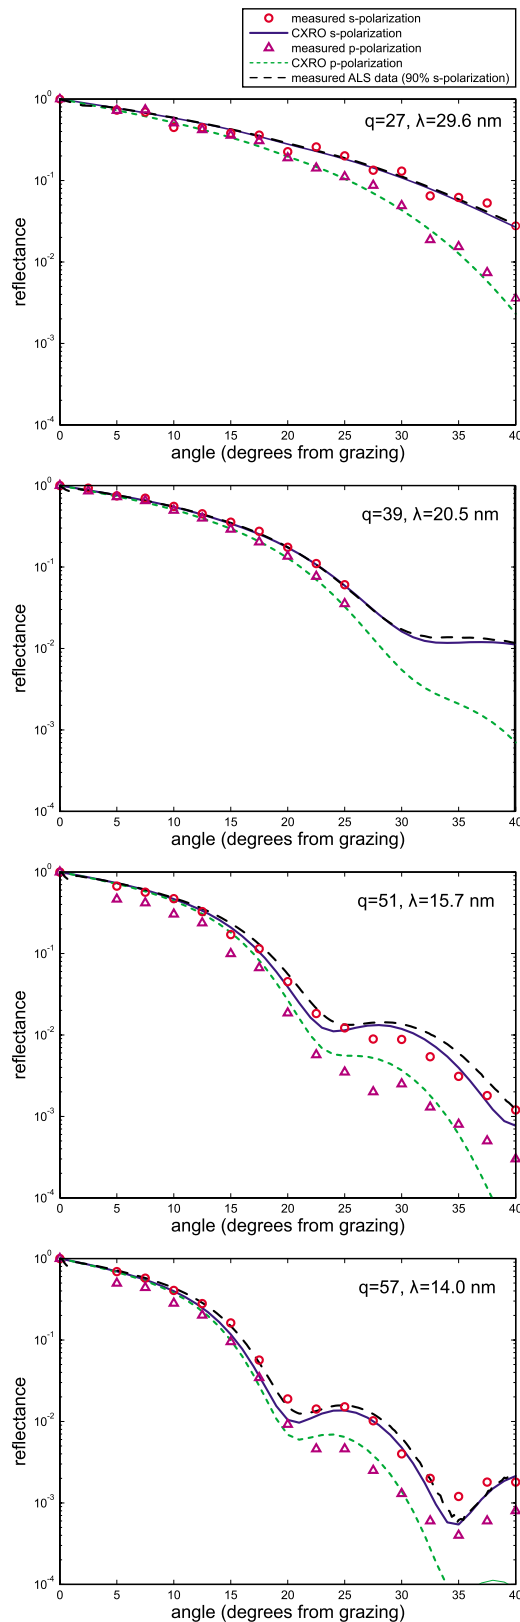 measured s-polarization
CXRO s-polarization
measured p-polarization
CXRO p-polarization
measured ALS data (90% s-polarization)
10^0
q=27, λ=29.6 nm
10^-1
reflectance
10^-2
10^-3
10^-4
0 5 10 15 20 25 30 35 40
angle (degrees from grazing)
10^0
q=39, λ=20.5 nm
10^-1
reflectance
10^-2
10^-3
10^-4
0 5 10 15 20 25 30 35 40
angle (degrees from grazing)
10^0
q=51, λ=15.7 nm
10^-1
reflectance
10^-2
10^-3
10^-4
0 5 10 15 20 25 30 35 40
angle (degrees from grazing)
10^0
q=57, λ=14.0 nm
10^-1
reflectance
10^-2
10^-3
10^-4
0 5 10 15 20 25 30 35 40
angle (degrees from grazing)